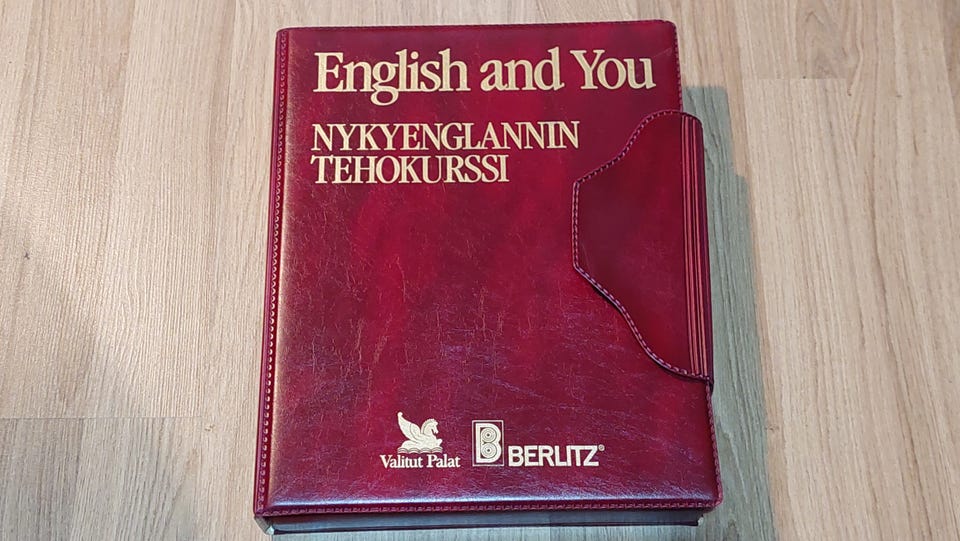 English and You
NYKYENGLANNIN
TEHOKURSSI
Valitut Palat
B BERLITZ®